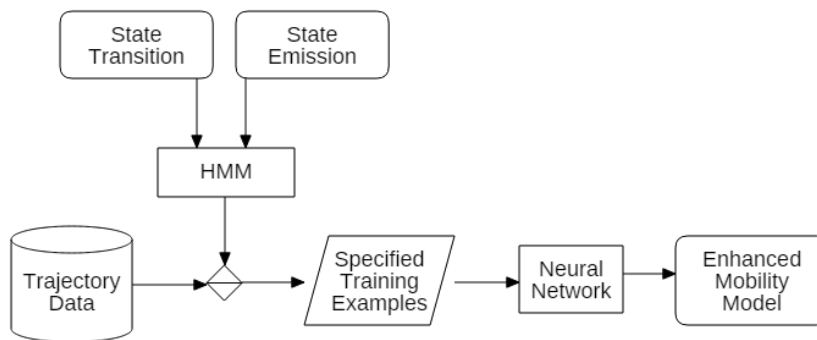 State
Transition
State
Emission
HMM
Trajectory
Data
Specified
Training
Examples
Neural
Network
Enhanced
Mobility
Model